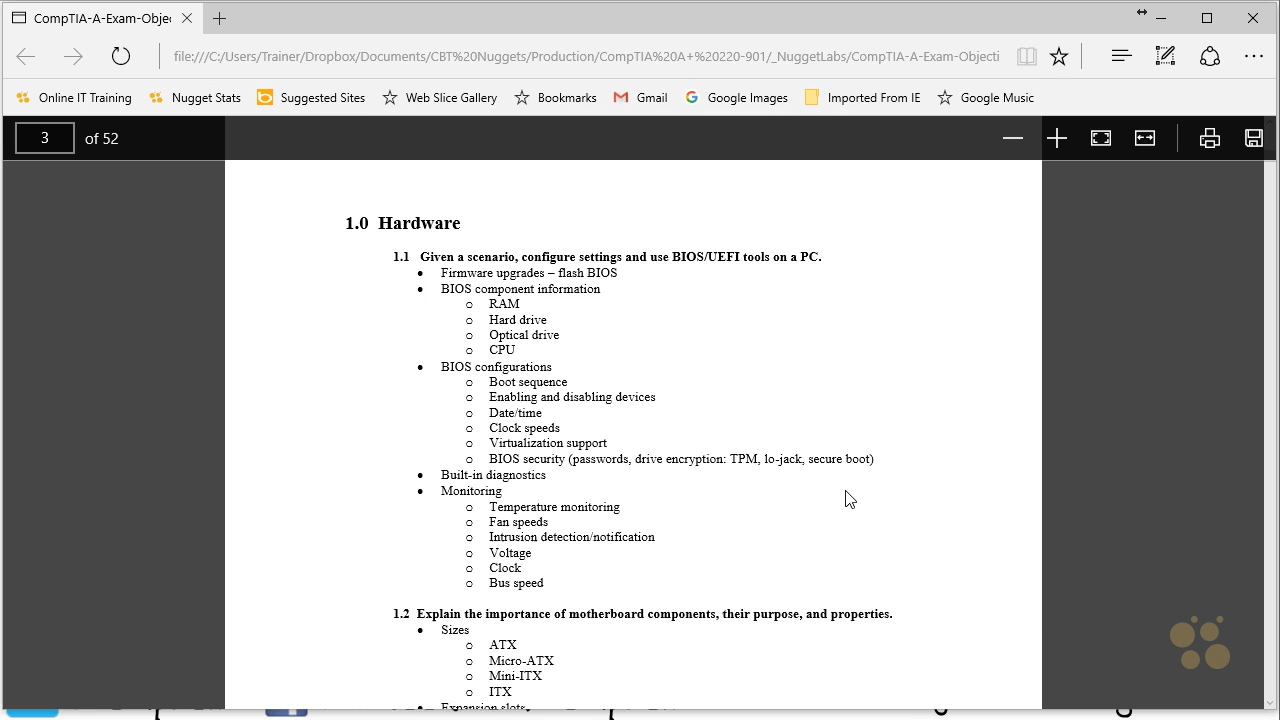 CompTIA-A-Exam-Obje
file:///C:/Users/Trainer/Dropbox/Documents/CBT%20Nuggets/Production/CompTIA%20A+%20220-901/_NuggetLabs/CompTIA-A-Exam-Objecti
Online IT Training Nugget Stats Suggested Sites Web Slice Gallery Bookmarks Gmail Google Images Imported From IE Google Music
3 of 52
1.0 Hardware
1.1 Given a scenario, configure settings and use BIOS/UEFI tools on a PC.
• Firmware upgrades – flash BIOS
• BIOS component information
o RAM
o Hard drive
o Optical drive
o CPU
• BIOS configurations
o Boot sequence
o Enabling and disabling devices
o Date/time
o Clock speeds
o Virtualization support
o BIOS security (passwords, drive encryption: TPM, lo-jack, secure boot)
• Built-in diagnostics
• Monitoring
o Temperature monitoring
o Fan speeds
o Intrusion detection/notification
o Voltage
o Clock
o Bus speed
1.2 Explain the importance of motherboard components, their purpose, and properties.
• Sizes
o ATX
o Micro-ATX
o Mini-ITX
o ITX
• Expansion slots